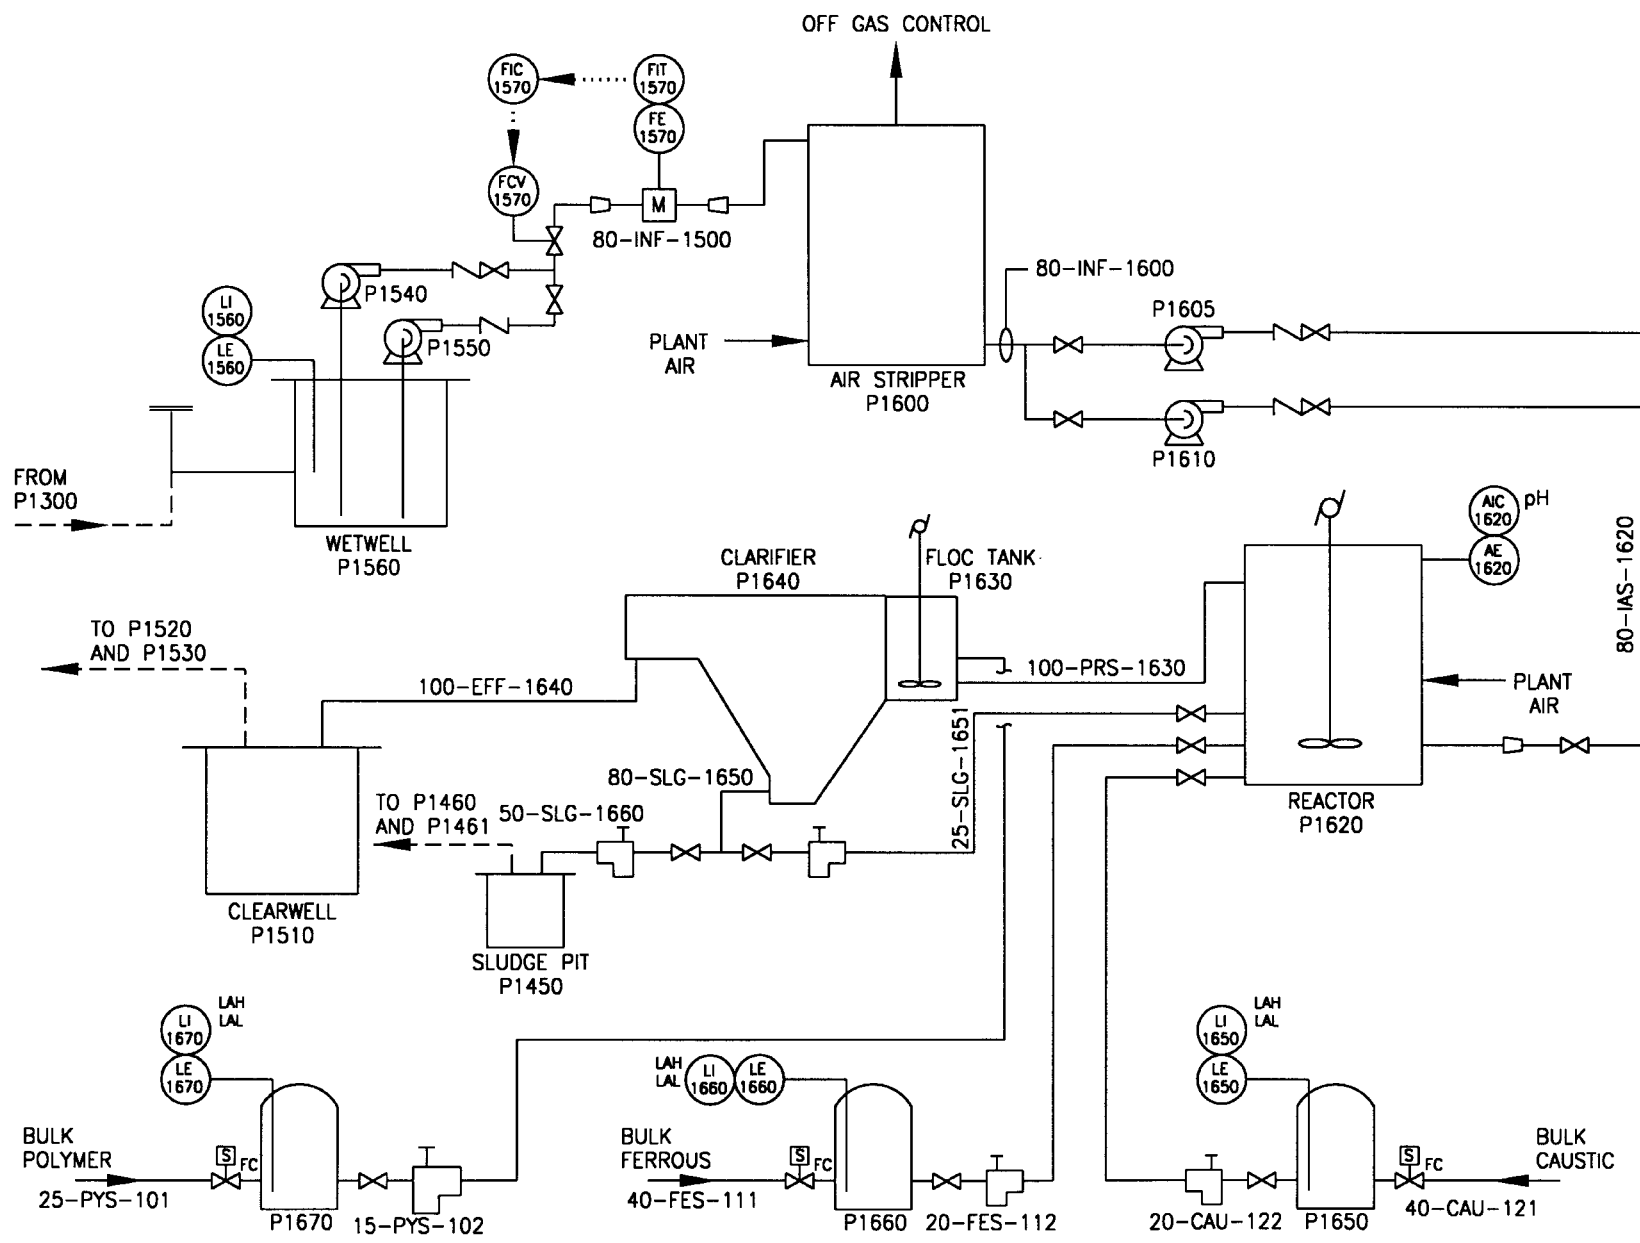 OFF GAS CONTROL
FIC
1570
FIT
1570
FE
1570
FCV
1570
M
80-INF-1500
P1540
P1550
LI
1560
LE
1560
PLANT
AIR
AIR STRIPPER
P1600
80-INF-1600
P1605
P1610
FROM
P1300
WETWELL
P1560
CLARIFIER
P1640
FLOC TANK
P1630
AIC
1620
pH
AE
1620
80-IAS-1620
TO P1520
AND P1530
100-EFF-1640
100-PRS-1630
PLANT
AIR
25-SLG-1651
80-SLG-1650
50-SLG-1660
TO P1460
AND P1461
REACTOR
P1620
CLEARWELL
P1510
SLUDGE PIT
P1450
LI
1670
LAH
LAL
LE
1670
LAH
LAL
LI
1660
LE
1660
LI
1650
LAH
LAL
LE
1650
BULK
POLYMER
S
FC
25-PYS-101
P1670
15-PYS-102
BULK
FERROUS
S
FC
40-FES-111
P1660
20-FES-112
20-CAU-122
P1650
S
FC
BULK
CAUSTIC
40-CAU-121